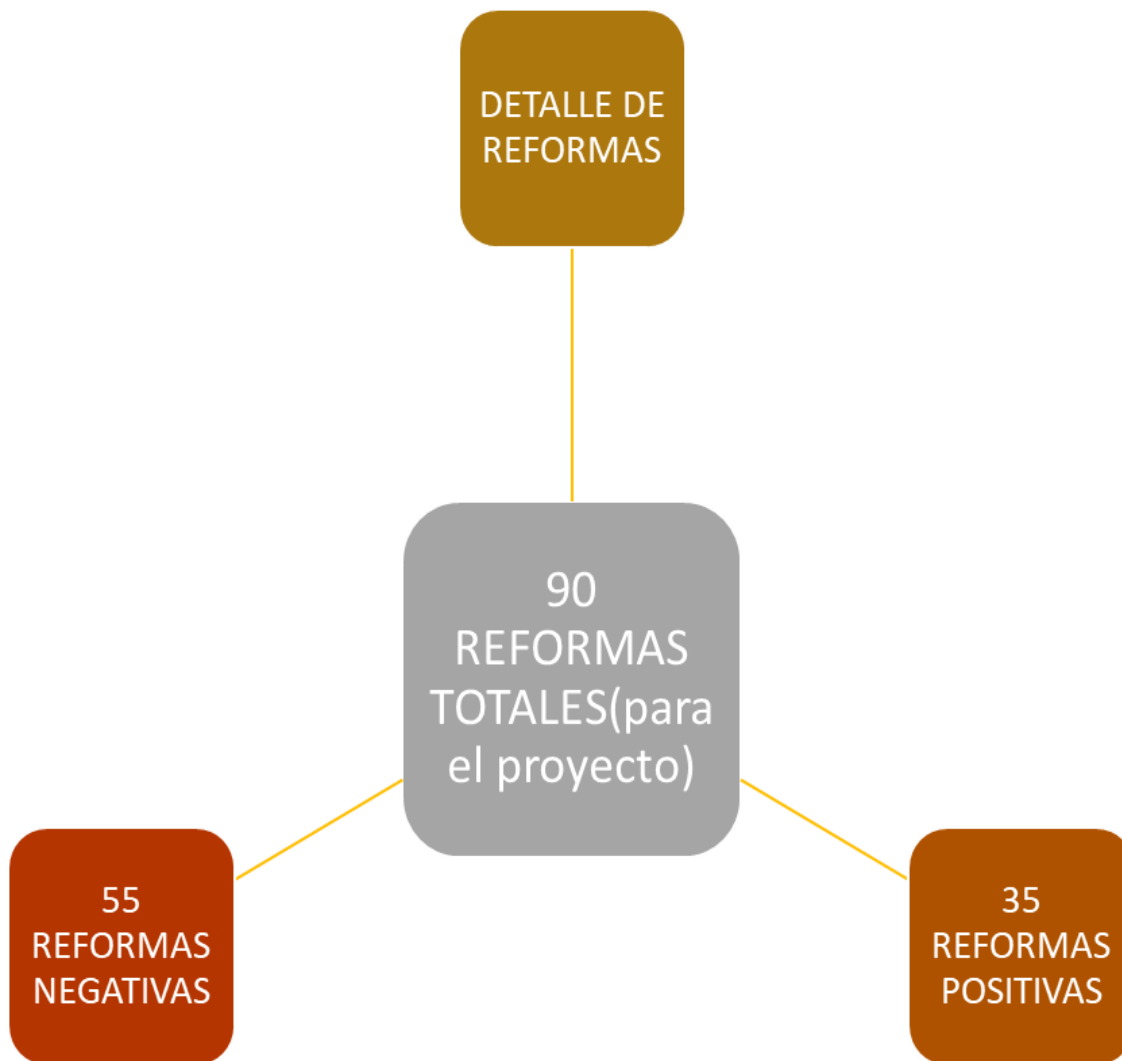 DETALLE DE
REFORMAS
90
REFORMAS
TOTALES(para
el proyecto)
55
REFORMAS
NEGATIVAS
35
REFORMAS
POSITIVAS